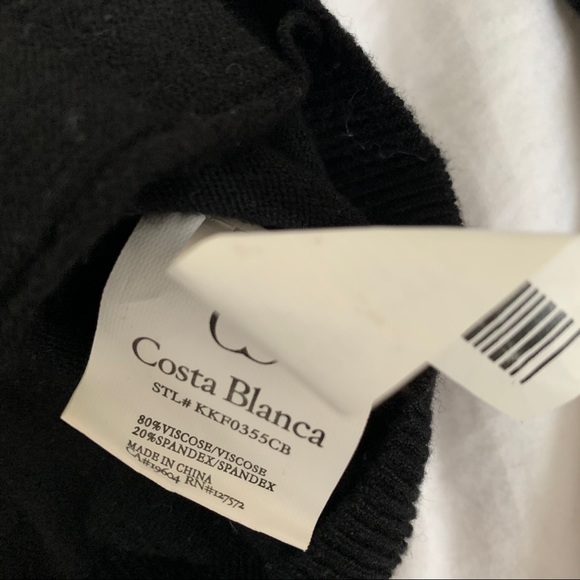 Costa Blanca
STL# KKF0355CB
80%VISCOSE/VISCOSE
20%SPANDEX/SPANDEX
MADE IN CHINA
CA#19604 RN#127572